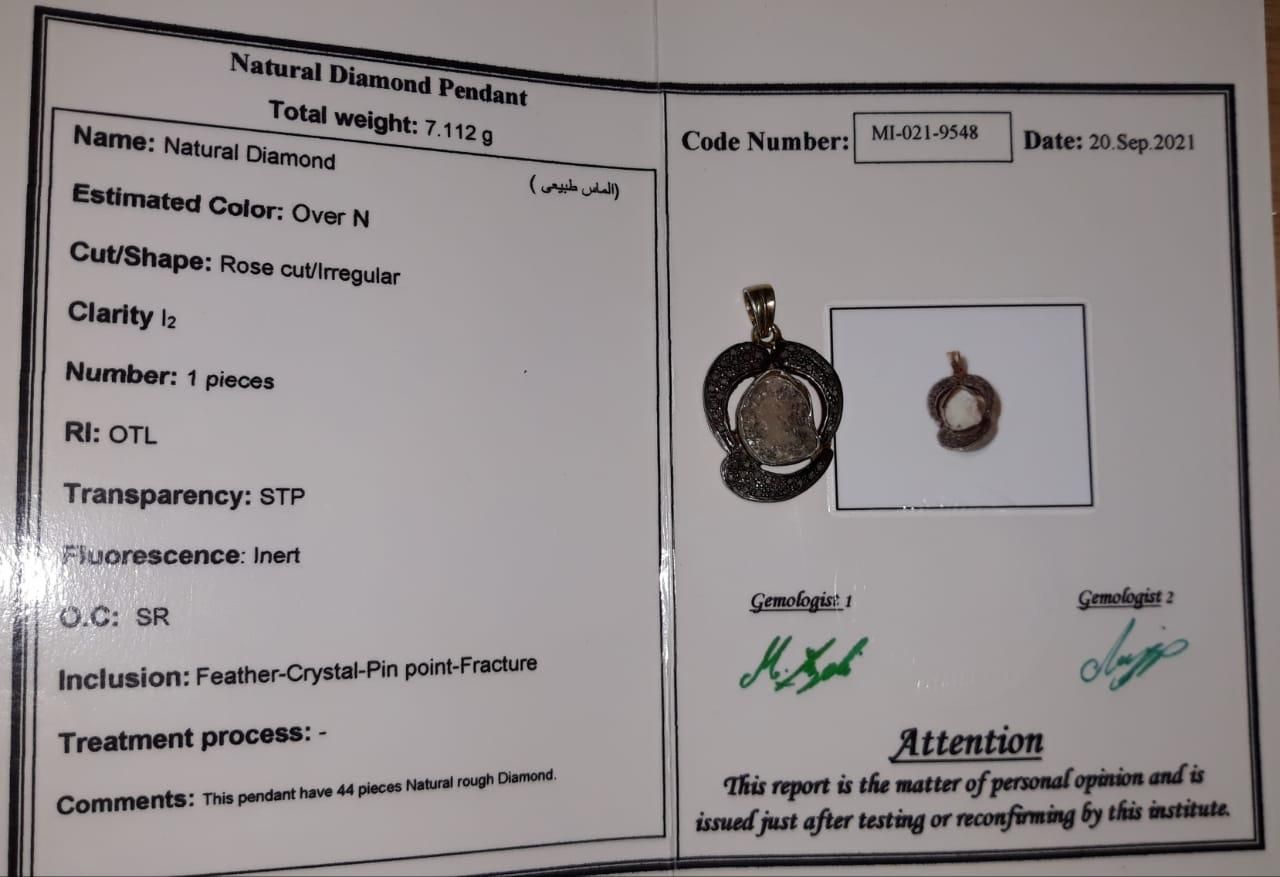 Natural Diamond Pendant
Total weight: 7.112 g
Name: Natural Diamond
(الماس طبیعی)
Estimated Color: Over N
Cut/Shape: Rose cut/Irregular
Clarity I₂
Number: 1 pieces
RI: OTL
Transparency: STP
Fluorescence: Inert
O.C: SR
Inclusion: Feather-Crystal-Pin point-Fracture
Treatment process: -
Comments: This pendant have 44 pieces Natural rough Diamond.
Code Number: MI-021-9548 Date: 20.Sep.2021
Gemologist 1 Gemologist 2
Attention
This report is the matter of personal opinion and is
issued just after testing or reconfirming by this institute.